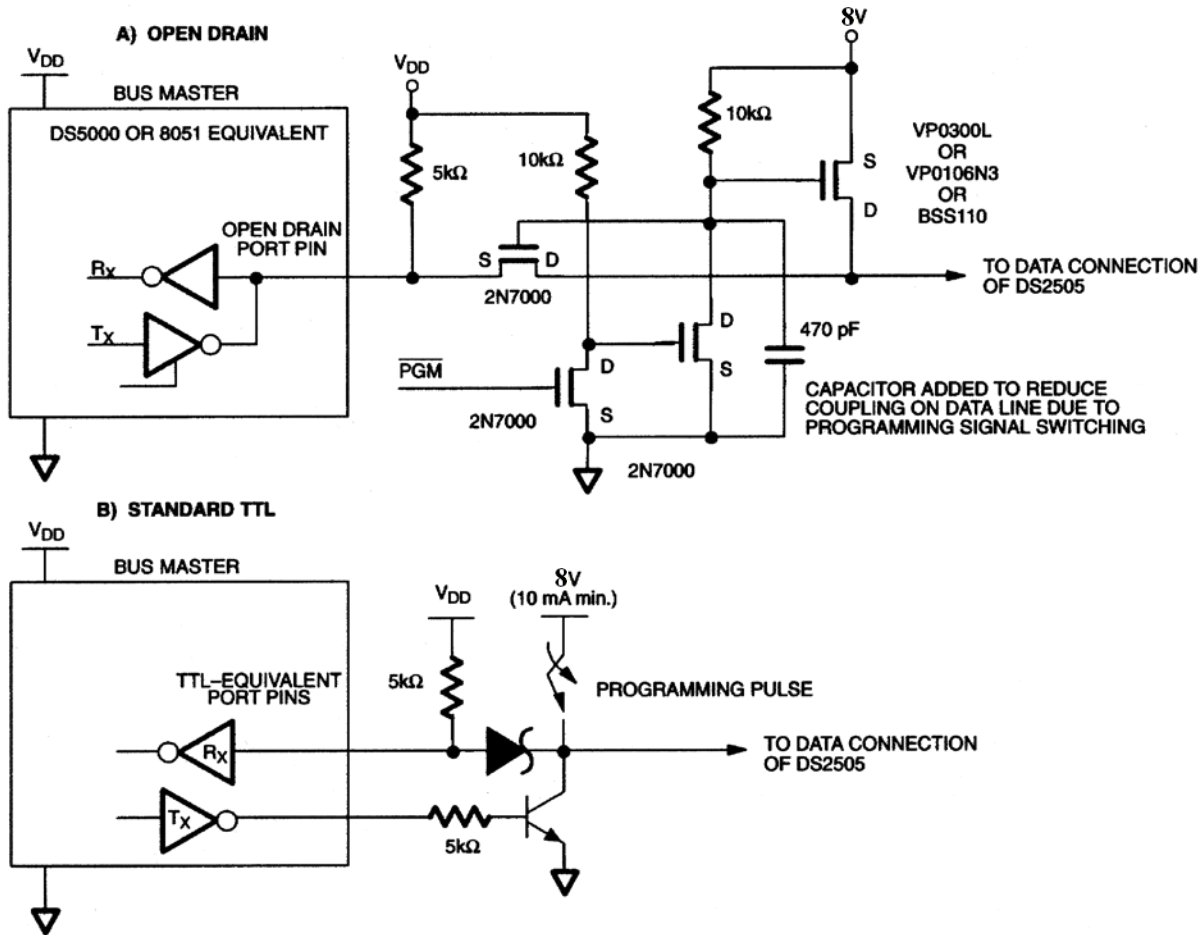 A) OPEN DRAIN
8V
VDD
VDD
BUS MASTER
DS5000 OR 8051 EQUIVALENT
10kΩ
VP0300L
OR
VP0106N3
OR
BSS110
5kΩ
10kΩ
S
D
OPEN DRAIN
PORT PIN
RX
S
D
TO DATA CONNECTION
OF DS2505
2N7000
TX
D
S
470 pF
PGM
D
S
CAPACITOR ADDED TO REDUCE
COUPLING ON DATA LINE DUE TO
PROGRAMMING SIGNAL SWITCHING
2N7000
2N7000
B) STANDARD TTL
VDD
BUS MASTER
VDD
8V
(10 mA min.)
TTL–EQUIVALENT
PORT PINS
5kΩ
PROGRAMMING PULSE
RX
TO DATA CONNECTION
OF DS2505
TX
5kΩ